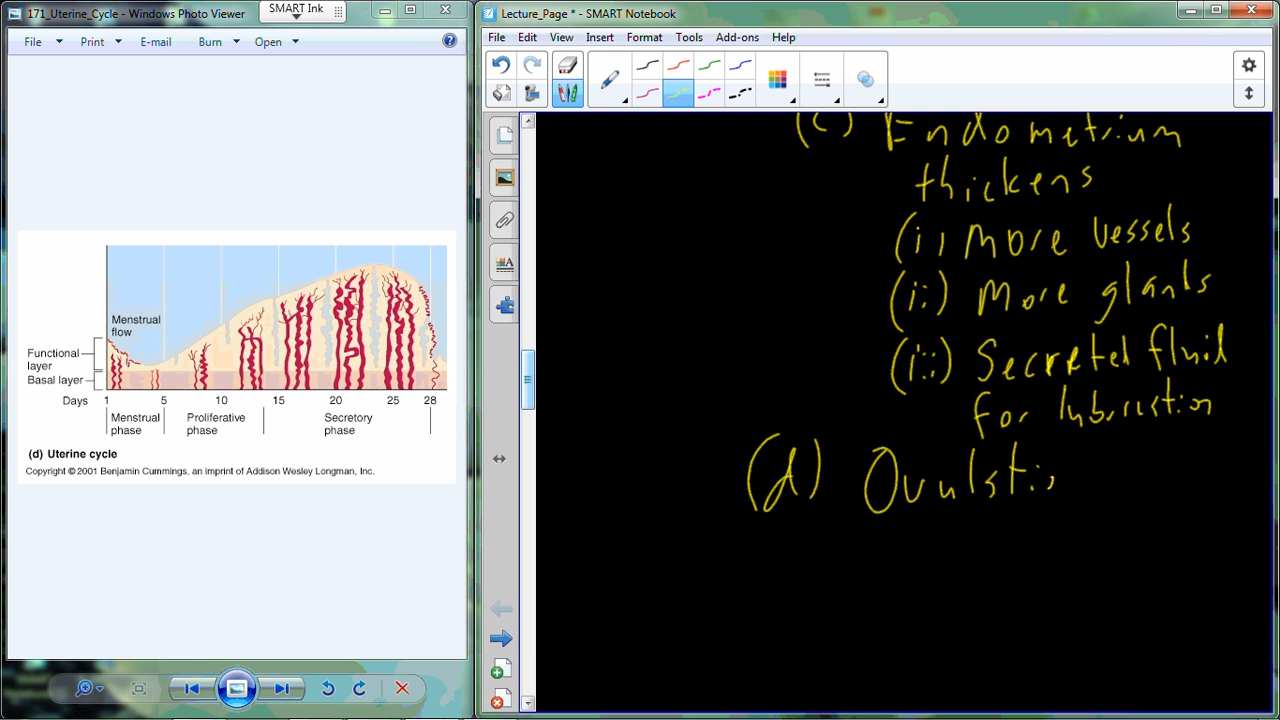 171_Uterine_Cycle - Windows Photo Viewer
SMART Ink
File Print E-mail Burn Open
Menstrual
flow
Functional
layer
Basal layer
Days 1 5 10 15 20 25 28
Menstrual
phase
Proliferative
phase
Secretory
phase
(d) Uterine cycle
Copyright © 2001 Benjamin Cummings, an imprint of Addison Wesley Longman, Inc.
Lecture_Page * - SMART Notebook
File Edit View Insert Format Tools Add-ons Help
(c) Endometrium
thickens
(i) More vessels
(ii) More glands
(iii) Secreted fluid
for lubrication
(d) Ovulati